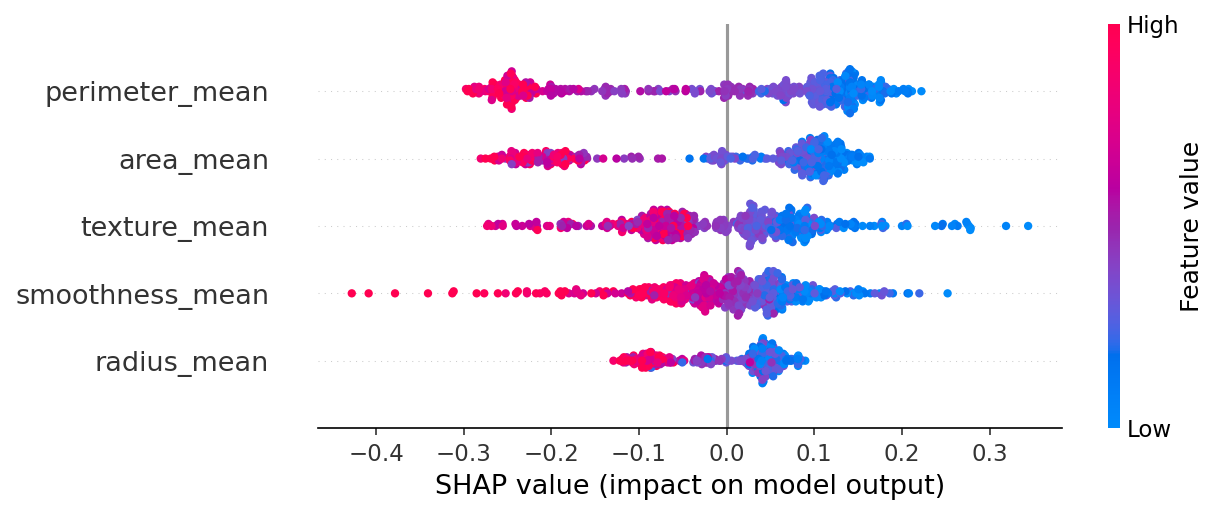 High
perimeter_mean
area_mean
texture_mean
smoothness_mean
radius_mean
Feature value
Low
−0.4 −0.3 −0.2 −0.1 0.0 0.1 0.2 0.3
SHAP value (impact on model output)